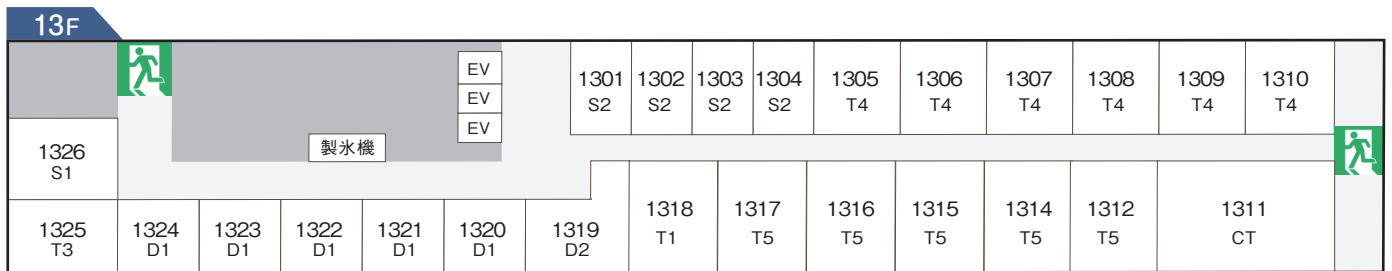 13F
EV
EV
EV
製氷機
1301
S2
1302
S2
1303
S2
1304
S2
1305
T4
1306
T4
1307
T4
1308
T4
1309
T4
1310
T4
1326
S1
1325
T3
1324
D1
1323
D1
1322
D1
1321
D1
1320
D1
1319
D2
1318
T1
1317
T5
1316
T5
1315
T5
1314
T5
1312
T5
1311
CT